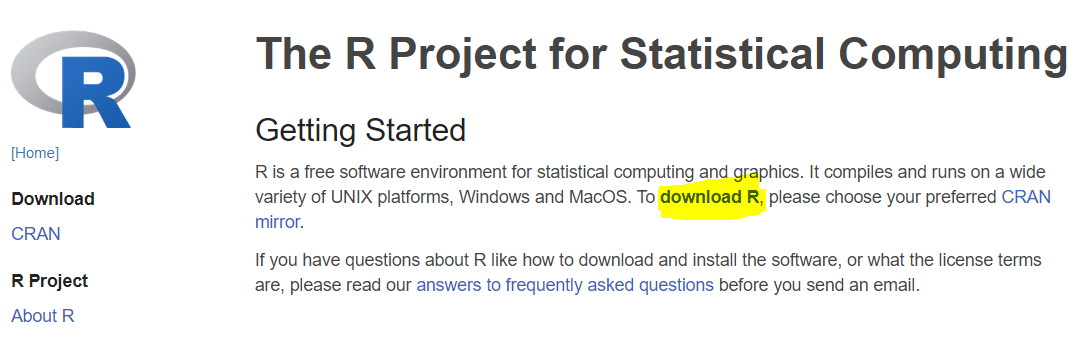 R
[Home]
Download
CRAN
R Project
About R
The R Project for Statistical Computing
Getting Started
R is a free software environment for statistical computing and graphics. It compiles and runs on a wide
variety of UNIX platforms, Windows and MacOS. To download R, please choose your preferred CRAN
mirror.
If you have questions about R like how to download and install the software, or what the license terms
are, please read our answers to frequently asked questions before you send an email.